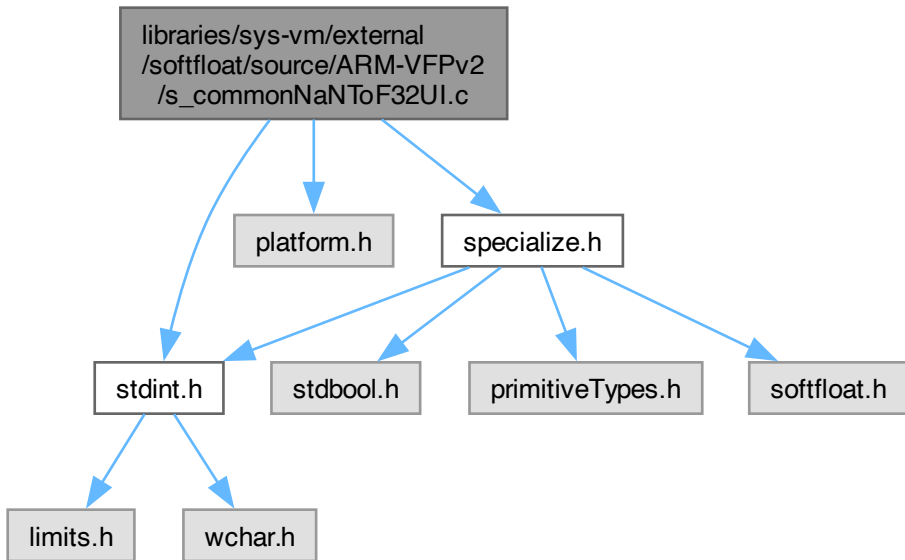 libraries/sys-vm/external
/softfloat/source/ARM-VFPv2
/s_commonNaNToF32UI.c
platform.h
specialize.h
stdint.h
stdbool.h
primitiveTypes.h
softfloat.h
limits.h
wchar.h